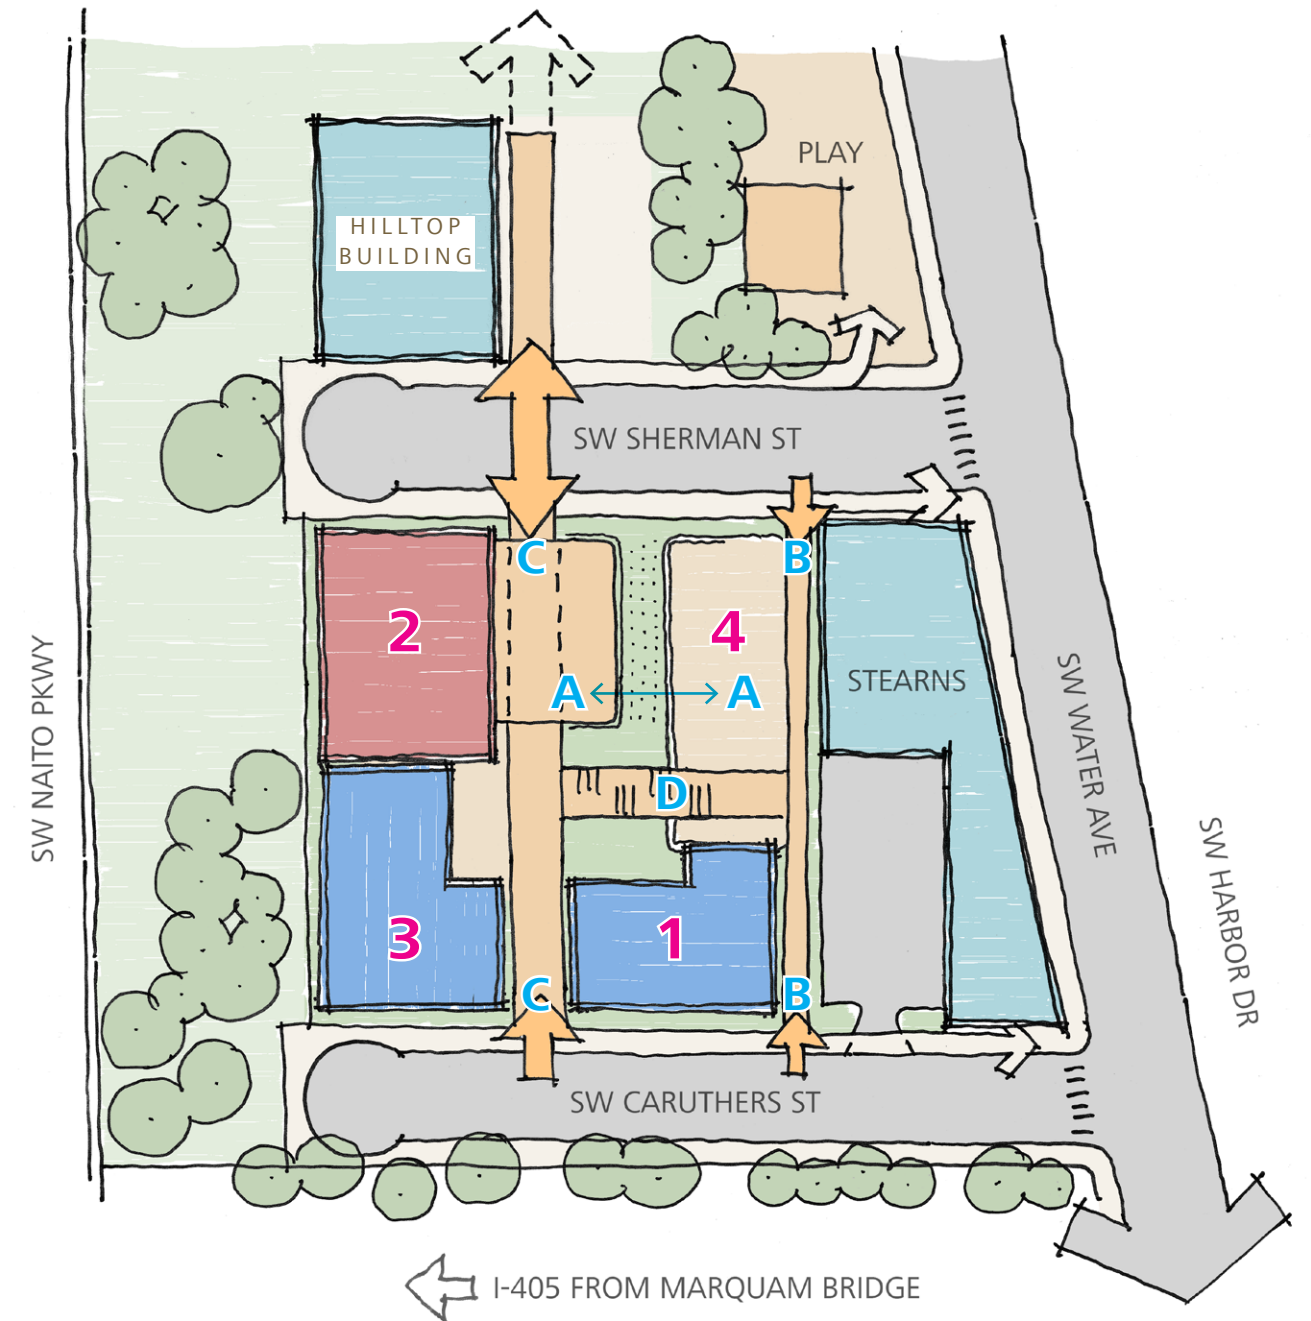 PLAY
HILLTOP
BUILDING
SW SHERMAN ST
C
B
2
4
STEARNS
A
A
SW NAITO PKWY
SW WATER AVE
D
SW HARBOR DR
3
1
C
B
SW CARUTHERS ST
I-405 FROM MARQUAM BRIDGE